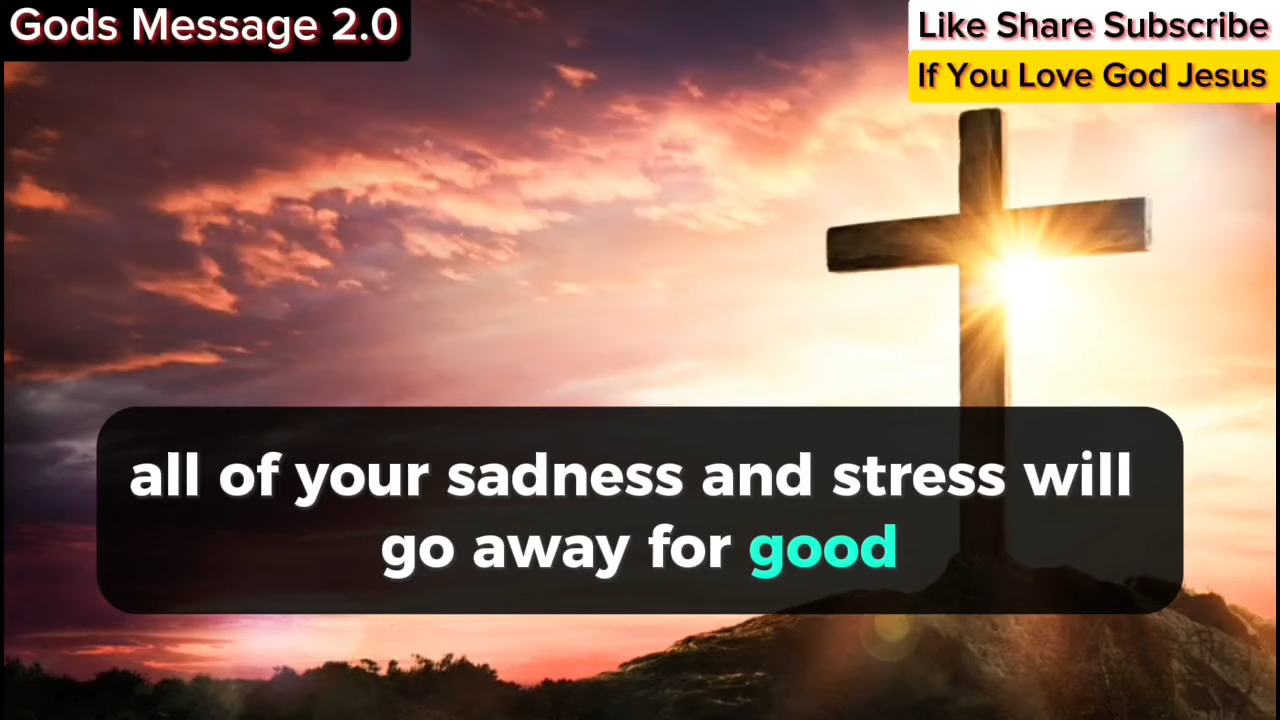 Gods Message 2.0
Like Share Subscribe
If You Love God Jesus
all of your sadness and stress will
go away for good